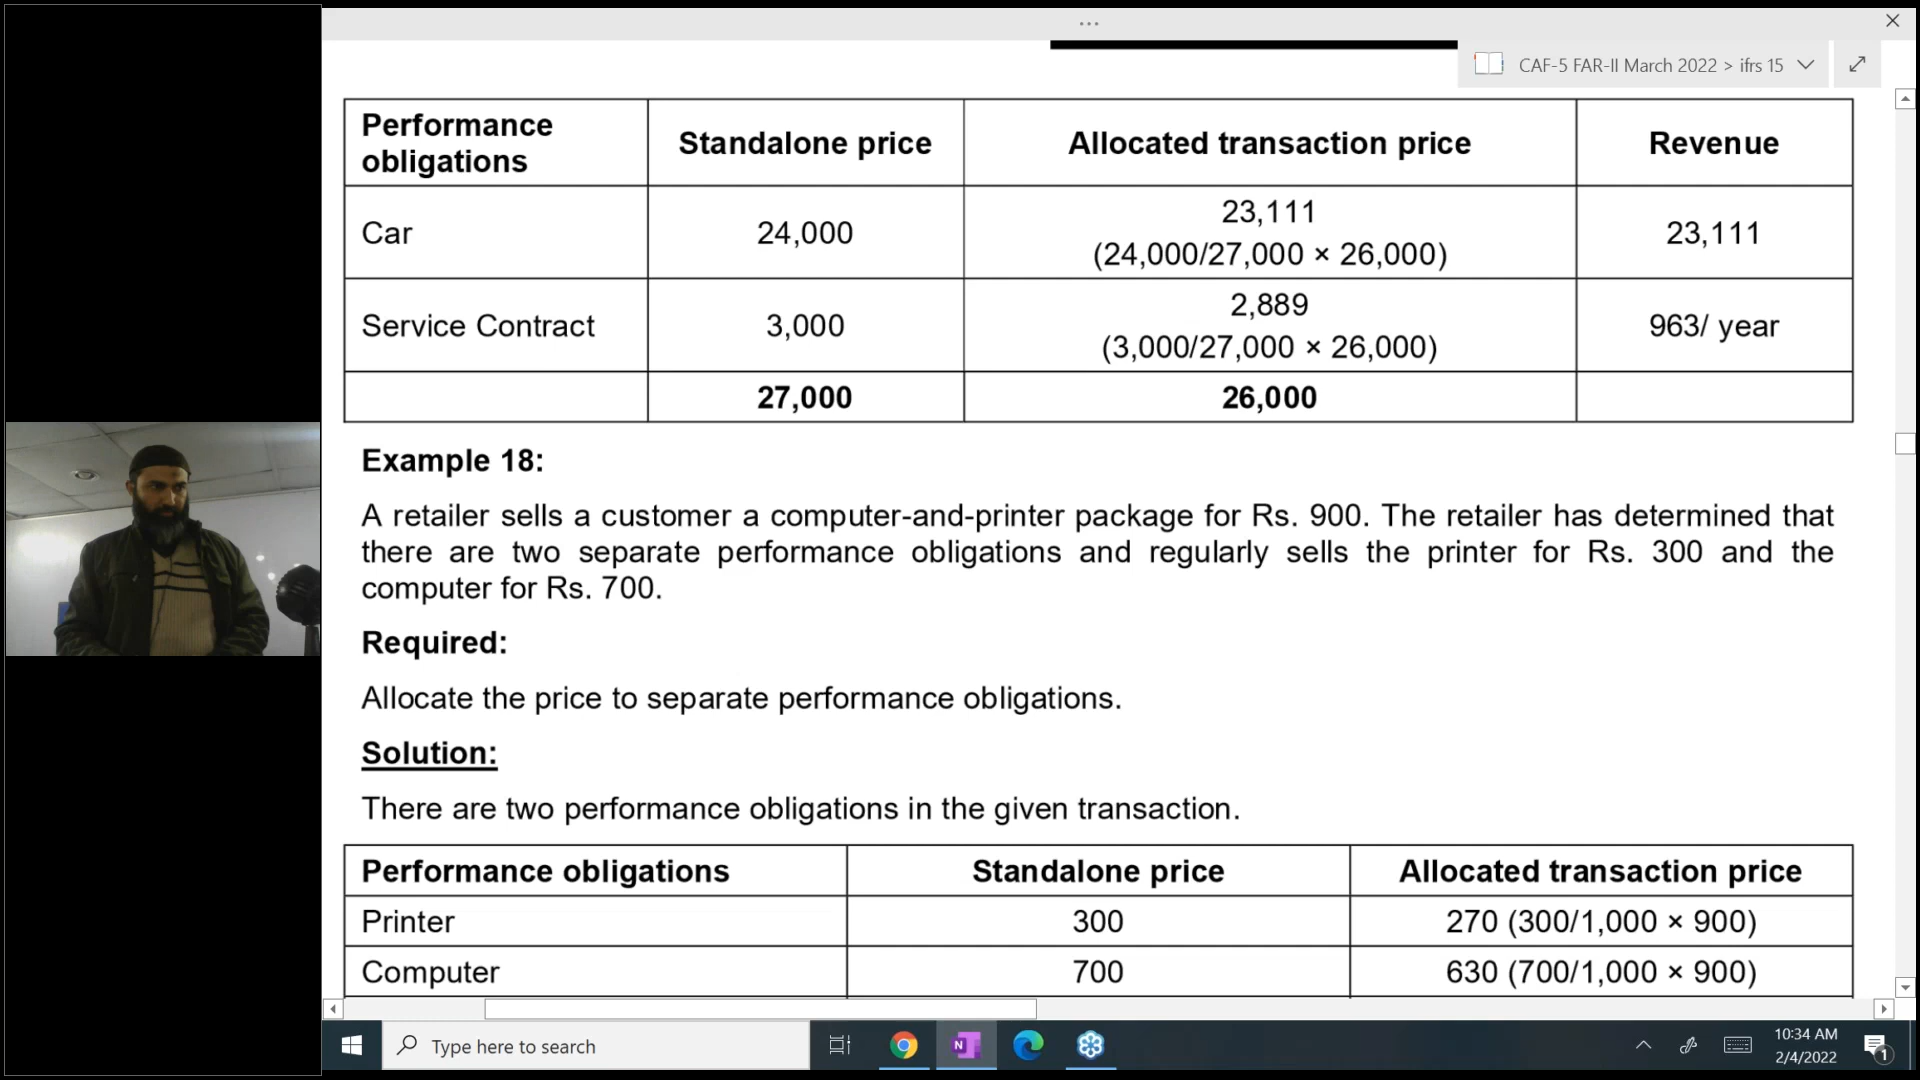 CAF-5 FAR-II March 2022 > ifrs 15
Performance obligations Standalone price Allocated transaction price Revenue
Car 24,000 23,111 (24,000/27,000 × 26,000) 23,111
Service Contract 3,000 2,889 (3,000/27,000 × 26,000) 963/ year
27,000 26,000
Example 18:
A retailer sells a customer a computer-and-printer package for Rs. 900. The retailer has determined that
there are two separate performance obligations and regularly sells the printer for Rs. 300 and the
computer for Rs. 700.
Required:
Allocate the price to separate performance obligations.
Solution:
There are two performance obligations in the given transaction.
Performance obligations Standalone price Allocated transaction price
Printer 300 270 (300/1,000 × 900)
Computer 700 630 (700/1,000 × 900)
Type here to search
N
10:34 AM
2/4/2022
1